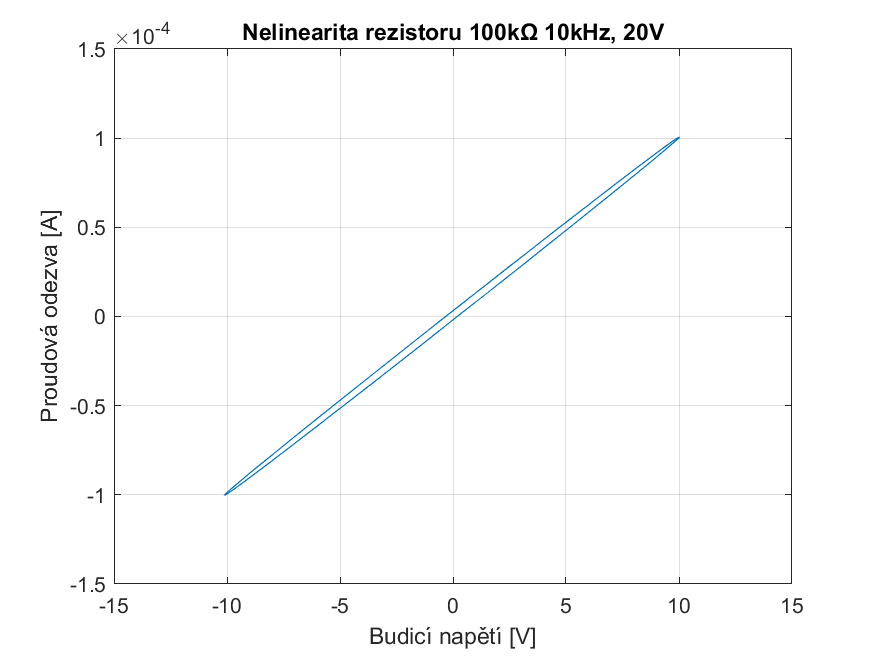 Nelinearita rezistoru 100kΩ 10kHz, 20V
×10-4
1.5
1
0.5
0
-0.5
-1
-1.5
Proudová odezva [A]
-15 -10 -5 0 5 10 15
Budicí napětí [V]